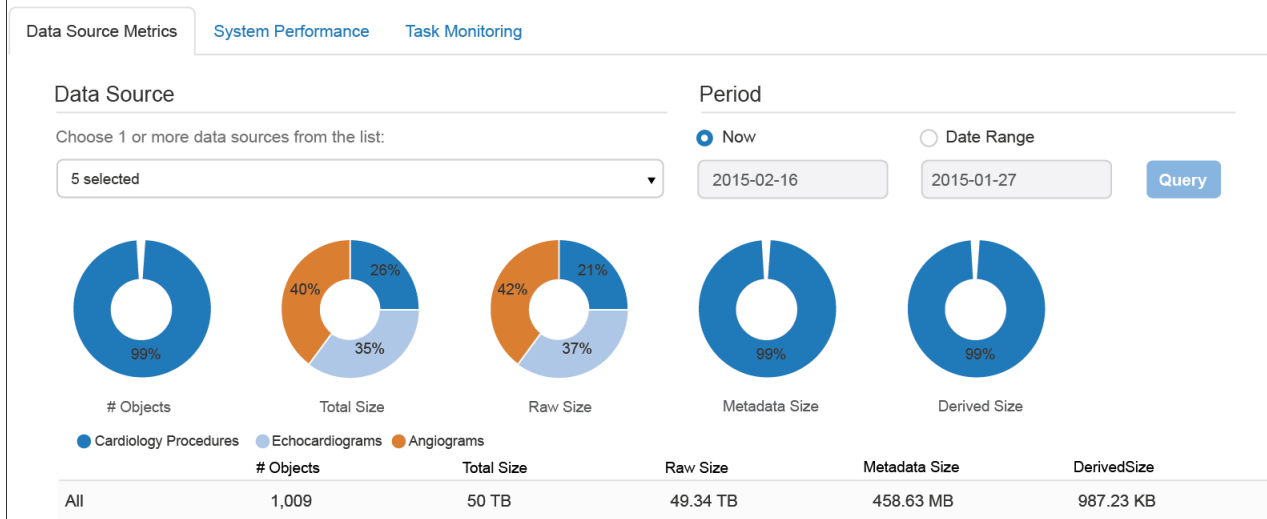 Data Source Metrics System Performance Task Monitoring
Data Source Period
Choose 1 or more data sources from the list: Now Date Range
5 selected 2015-02-16 2015-01-27 Query
99% 40% 26% 35% 42% 21% 37% 99% 99%
# Objects Total Size Raw Size Metadata Size Derived Size
Cardiology Procedures Echocardiograms Angiograms
# Objects Total Size Raw Size Metadata Size DerivedSize
All 1,009 50 TB 49.34 TB 458.63 MB 987.23 KB